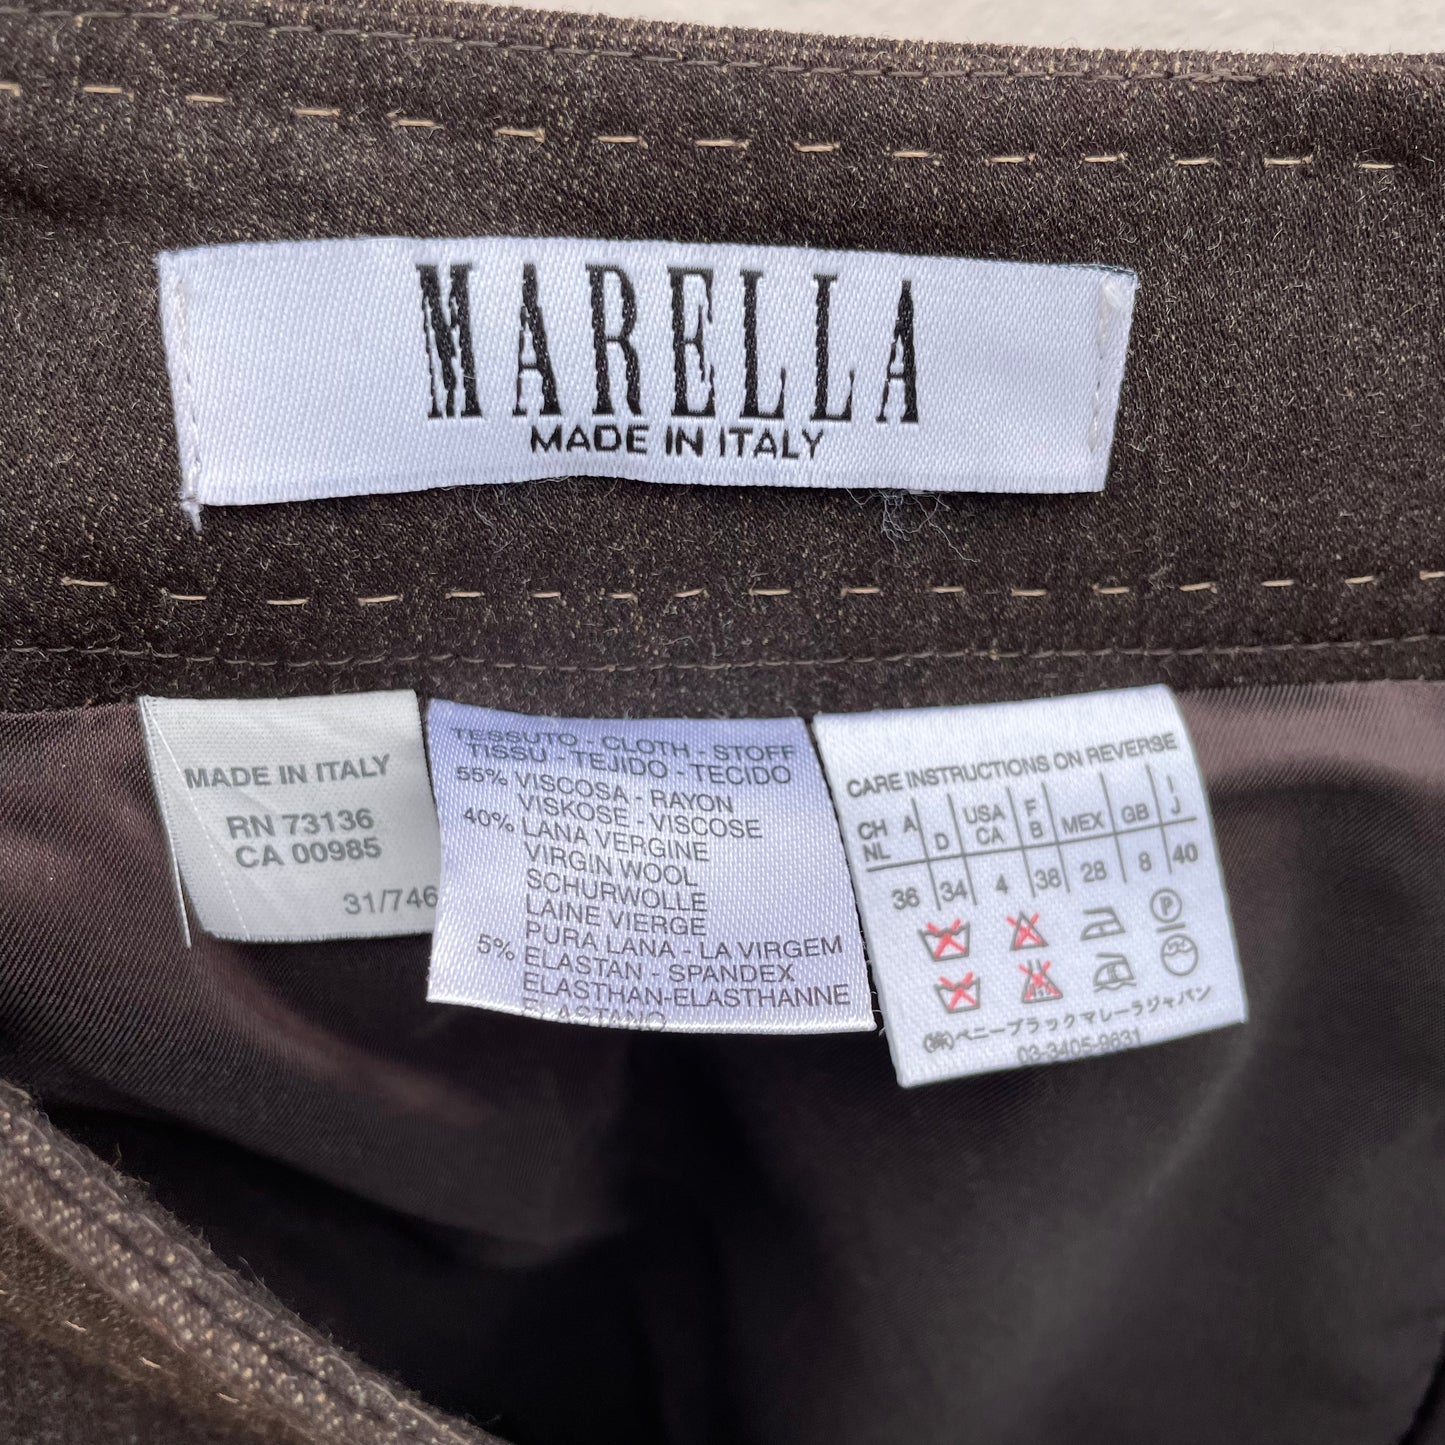 MARELLA
MADE IN ITALY
MADE IN ITALY
RN 73136
CA 00985
31/746
TESSUTO - CLOTH - STOFF
TISSU - TEJIDO - TECIDO
55% VISCOSA - RAYON
VISKOSE - VISCOSE
40% LANA VERGINE
VIRGIN WOOL
SCHURWOLLE
LAINE VIERGE
PURA LANA - LA VIRGEM
5% ELASTAN - SPANDEX
ELASTHAN-ELASTHANNE
ELASTANO
CARE INSTRUCTIONS ON REVERSE
CH A NL D USA CA F B MEX GB I J
36 34 4 38 28 8 40
P
(株)ベニーブラックマレーラジャパン
03-3405-9831